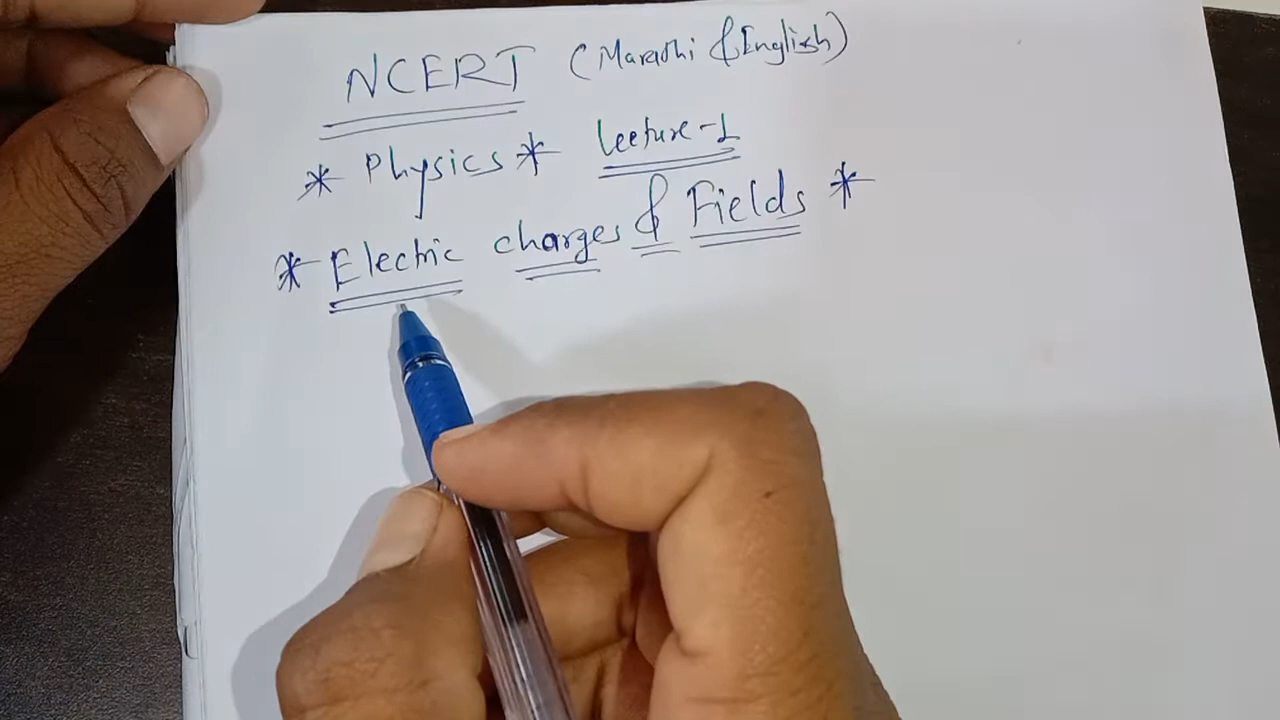 NCERT (Marathi & English)
* Physics * lecture-1
* Electric charges & Fields *